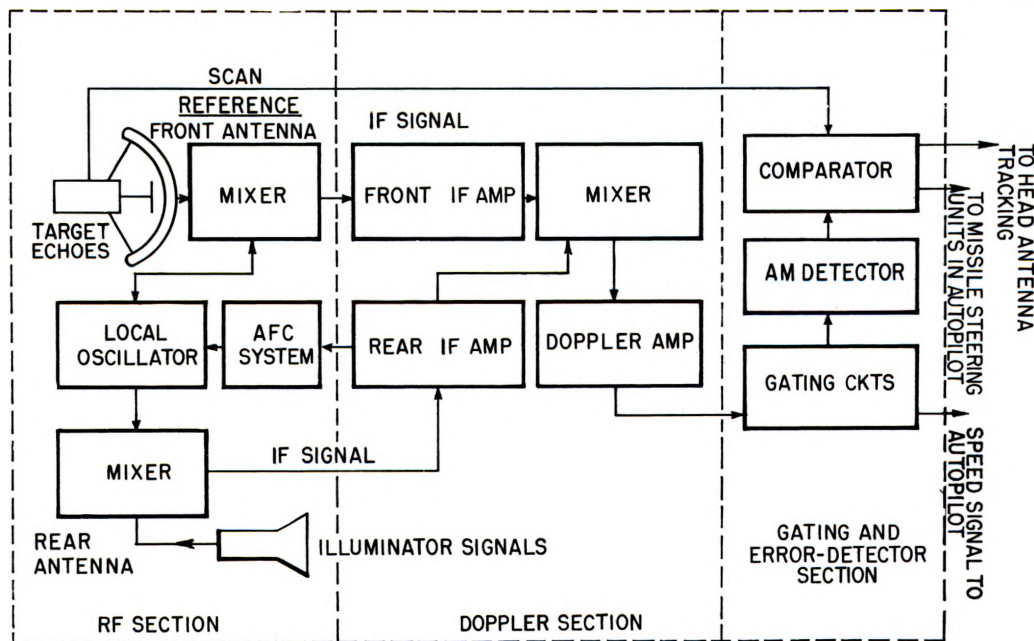 SCAN
REFERENCE
FRONT ANTENNA
IF SIGNAL
MIXER
FRONT IF AMP
MIXER
COMPARATOR
TO HEAD ANTENNA
TRACKING
TO MISSILE STEERING
UNITS IN AUTOPILOT
TARGET
ECHOES
AM DETECTOR
LOCAL
OSCILLATOR
AFC
SYSTEM
REAR IF AMP
DOPPLER AMP
GATING CKTS
SPEED SIGNAL TO
AUTOPILOT
MIXER
IF SIGNAL
REAR
ANTENNA
ILLUMINATOR SIGNALS
GATING AND
ERROR-DETECTOR
SECTION
RF SECTION
DOPPLER SECTION